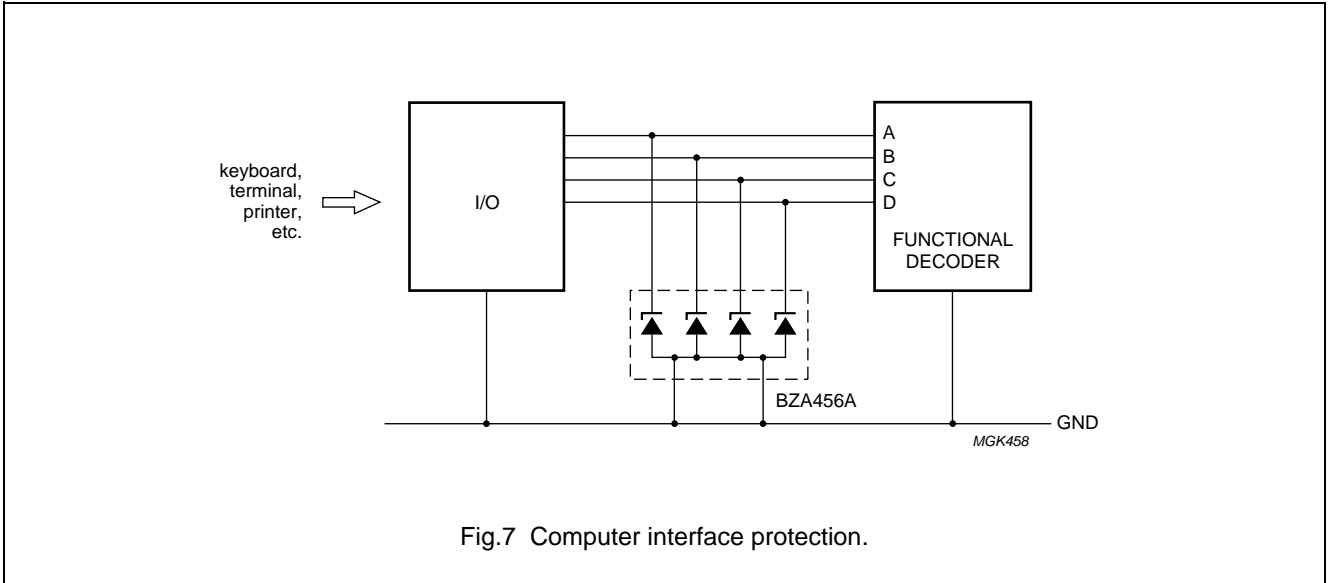 keyboard,
terminal,
printer,
etc.
I/O
A
B
C
D
FUNCTIONAL
DECODER
BZA456A
GND
MGK458
Fig.7 Computer interface protection.